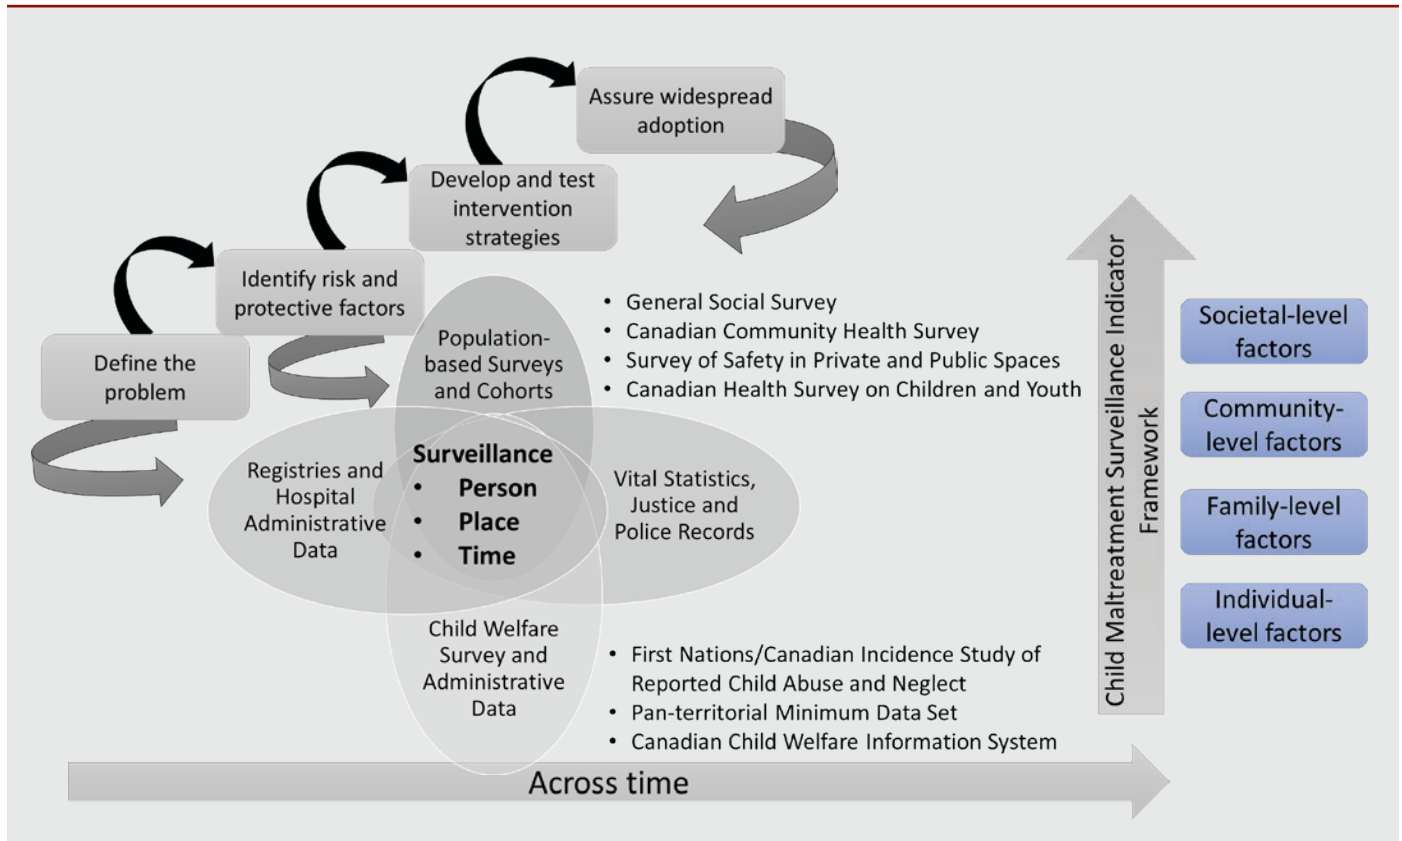 Assure widespread
adoption
Develop and test
intervention
strategies
Identify risk and
protective factors
Define the
problem
Population-
based Surveys
and Cohorts
• General Social Survey
• Canadian Community Health Survey
• Survey of Safety in Private and Public Spaces
• Canadian Health Survey on Children and Youth
Registries and
Hospital
Administrative
Data
Surveillance
• Person
• Place
• Time
Vital Statistics,
Justice and
Police Records
Child Welfare
Survey and
Administrative
Data
• First Nations/Canadian Incidence Study of
Reported Child Abuse and Neglect
• Pan-territorial Minimum Data Set
• Canadian Child Welfare Information System
Across time
Child Maltreatment Surveillance Indicator
Framework
Societal-level
factors
Community-
level factors
Family-level
factors
Individual-
level factors